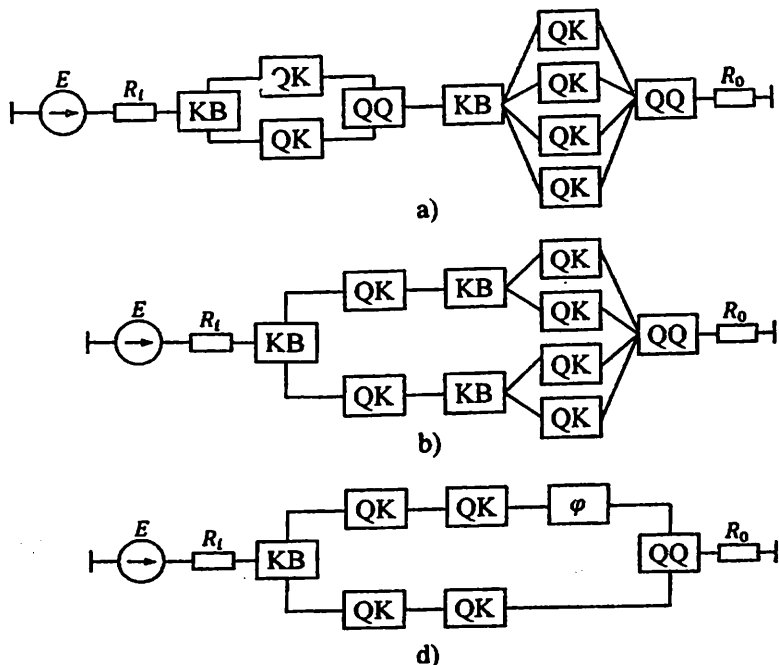 E R_i KB QK QK QQ KB QK QK QK QK QQ R_0
a)
E R_i KB QK QK KB KB QK QK QK QK QQ R_0
b)
E R_i KB QK QK φ QK QK QQ R_0
d)